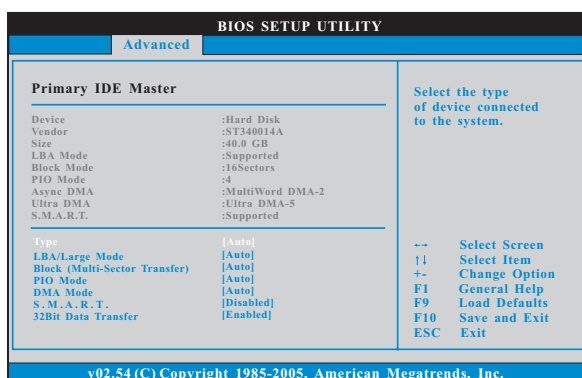 BIOS SETUP UTILITY
Advanced
Primary IDE Master
Device :Hard Disk
Vendor :ST340014A
Size :40.0 GB
LBA Mode :Supported
Block Mode :16Sectors
PIO Mode :4
Async DMA :MultiWord DMA-2
Ultra DMA :Ultra DMA-5
S.M.A.R.T. :Supported
Type [Auto]
LBA/Large Mode [Auto]
Block (Multi-Sector Transfer) [Auto]
PIO Mode [Auto]
DMA Mode [Auto]
S.M.A.R.T. [Disabled]
32Bit Data Transfer [Enabled]
Select the type
of device connected
to the system.
←→ Select Screen
↑↓ Select Item
+- Change Option
F1 General Help
F9 Load Defaults
F10 Save and Exit
ESC Exit
v02.54 (C) Copyright 1985-2005, American Megatrends, Inc.